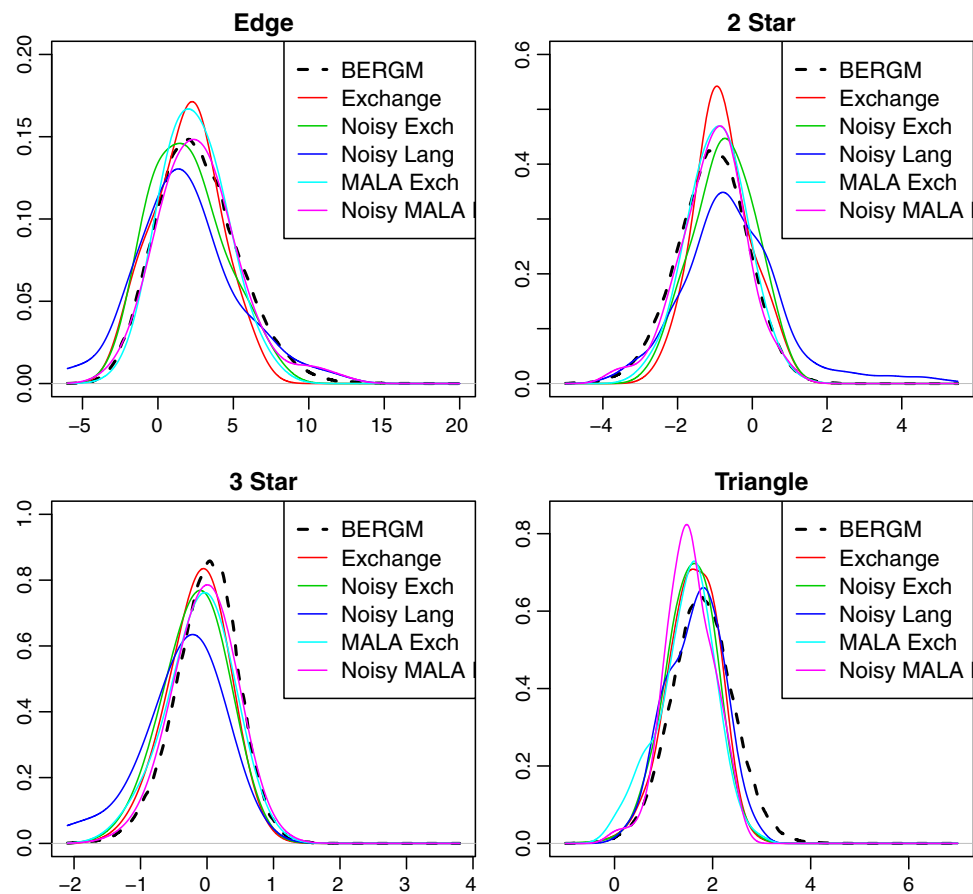 Edge
0.00 0.05 0.10 0.15 0.20
BERGM
Exchange
Noisy Exch
Noisy Lang
MALA Exch
Noisy MALA
−5 0 5 10 15 20
2 Star
0.0 0.2 0.4 0.6
BERGM
Exchange
Noisy Exch
Noisy Lang
MALA Exch
Noisy MALA
−4 −2 0 2 4
3 Star
0.0 0.2 0.4 0.6 0.8 1.0
BERGM
Exchange
Noisy Exch
Noisy Lang
MALA Exch
Noisy MALA
−2 −1 0 1 2 3 4
Triangle
0.0 0.2 0.4 0.6 0.8
BERGM
Exchange
Noisy Exch
Noisy Lang
MALA Exch
Noisy MALA
0 2 4 6